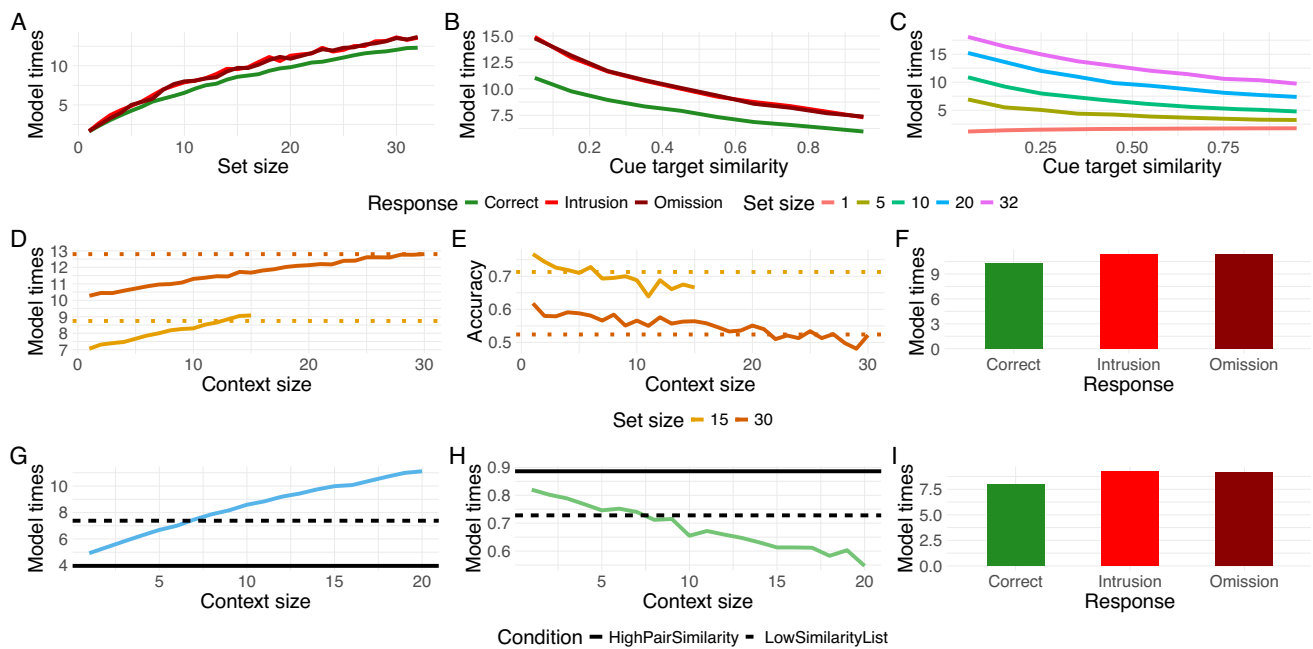 A
Model times
10
5
0
10
20
30
Set size
B
Model times
15.0
12.5
10.0
7.5
0.2
0.4
0.6
0.8
Cue target similarity
C
Model times
15
10
5
0.25
0.50
0.75
Cue target similarity
Response Correct Intrusion Omission Set size 1 5 10 20 32
D
Model times
13
12
11
10
9
8
7
0
10
20
30
Context size
E
Accuracy
0.7
0.6
0.5
0
10
20
30
Context size
F
Model times
9
6
3
0
Correct
Intrusion
Omission
Response
Set size 15 30
G
Model times
10
8
6
4
5
10
15
20
Context size
H
Model times
0.9
0.8
0.7
0.6
5
10
15
20
Context size
I
Model times
7.5
5.0
2.5
0.0
Correct
Intrusion
Omission
Response
Condition HighPairSimilarity LowSimilarityList